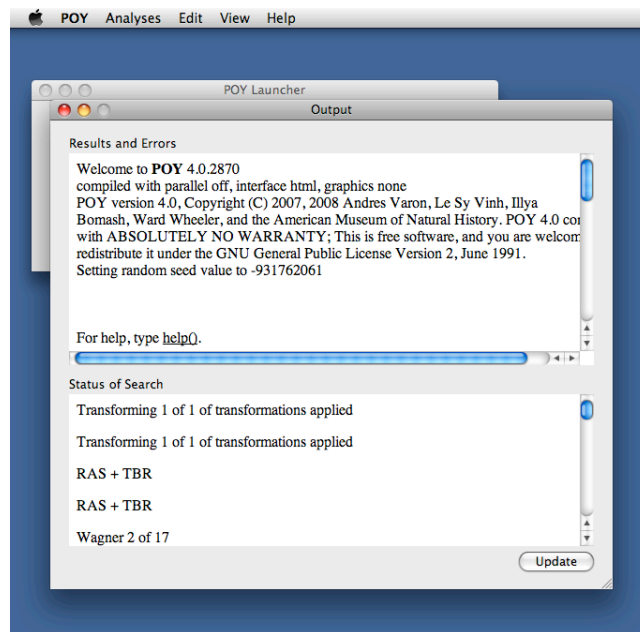 POY Analyses Edit View Help
POY Launcher
Output
Results and Errors
Welcome to POY 4.0.2870
compiled with parallel off, interface html, graphics none
POY version 4.0, Copyright (C) 2007, 2008 Andres Varon, Le Sy Vinh, Illya
Bomash, Ward Wheeler, and the American Museum of Natural History. POY 4.0 con
with ABSOLUTELY NO WARRANTY; This is free software, and you are welcom
redistribute it under the GNU General Public License Version 2, June 1991.
Setting random seed value to -931762061
For help, type help().
Status of Search
Transforming 1 of 1 of transformations applied
Transforming 1 of 1 of transformations applied
RAS + TBR
RAS + TBR
Wagner 2 of 17
Update